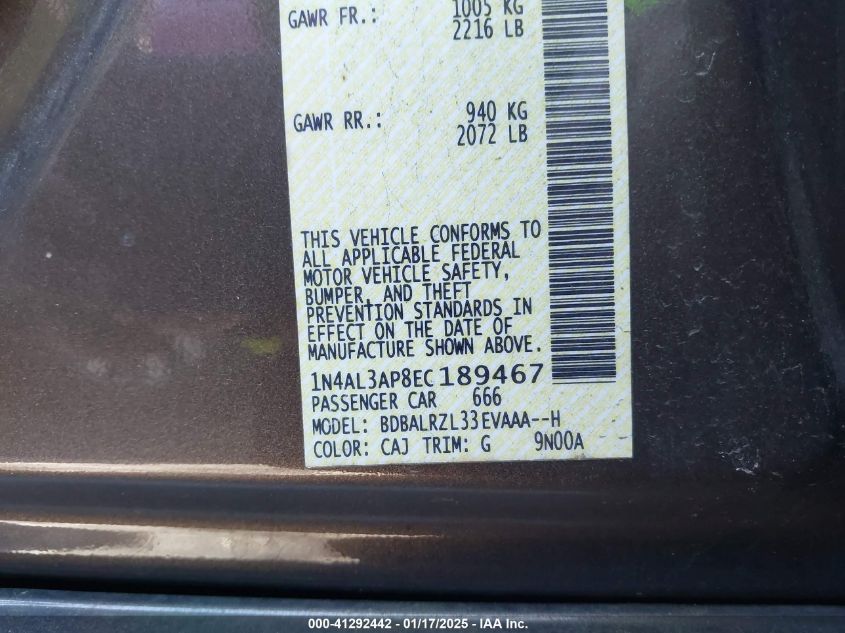 GAWR FR.: 1005 KG
2216 LB
GAWR RR.: 940 KG
2072 LB
THIS VEHICLE CONFORMS TO
ALL APPLICABLE FEDERAL
MOTOR VEHICLE SAFETY,
BUMPER, AND THEFT
PREVENTION STANDARDS IN
EFFECT ON THE DATE OF
MANUFACTURE SHOWN ABOVE.
1N4AL3AP8EC189467
PASSENGER CAR 666
MODEL: BDBALRZL33EVAAA--H
COLOR: CAJ TRIM: G 9N00A
000-41292442 - 01/17/2025 - IAA Inc.